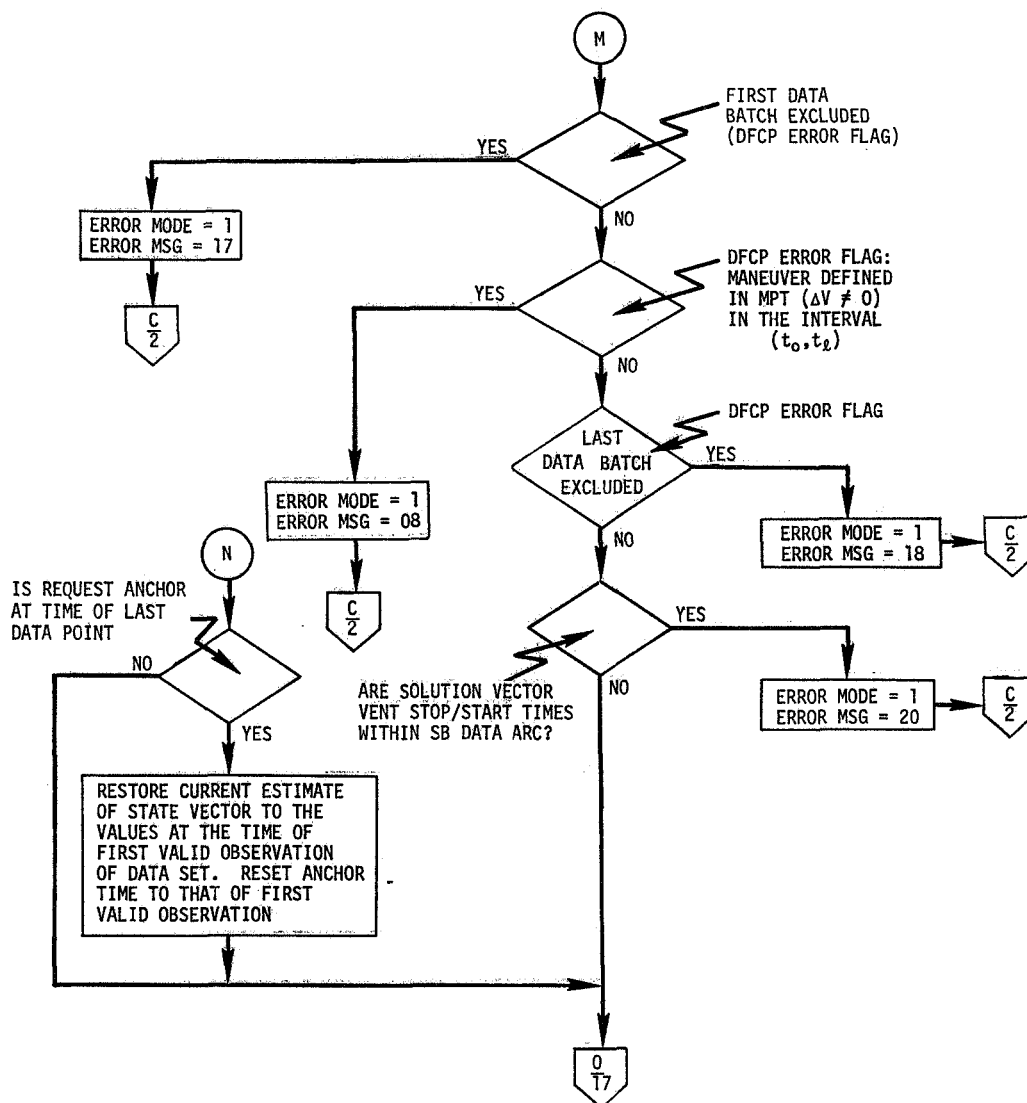 M
FIRST DATA
BATCH EXCLUDED
(DFCP ERROR FLAG)
YES
NO
ERROR MODE = 1
ERROR MSG = 17
C
2
DFCP ERROR FLAG:
MANEUVER DEFINED
IN MPT (ΔV ≠ 0)
IN THE INTERVAL
(t₀,tℓ)
YES
NO
DFCP ERROR FLAG
LAST
DATA BATCH
EXCLUDED
YES
NO
ERROR MODE = 1
ERROR MSG = 08
C
2
ERROR MODE = 1
ERROR MSG = 18
C
2
N
IS REQUEST ANCHOR
AT TIME OF LAST
DATA POINT
NO
YES
ARE SOLUTION VECTOR
VENT STOP/START TIMES
WITHIN SB DATA ARC?
YES
NO
ERROR MODE = 1
ERROR MSG = 20
C
2
RESTORE CURRENT ESTIMATE
OF STATE VECTOR TO THE
VALUES AT THE TIME OF
FIRST VALID OBSERVATION
OF DATA SET. RESET ANCHOR
TIME TO THAT OF FIRST
VALID OBSERVATION
O
17